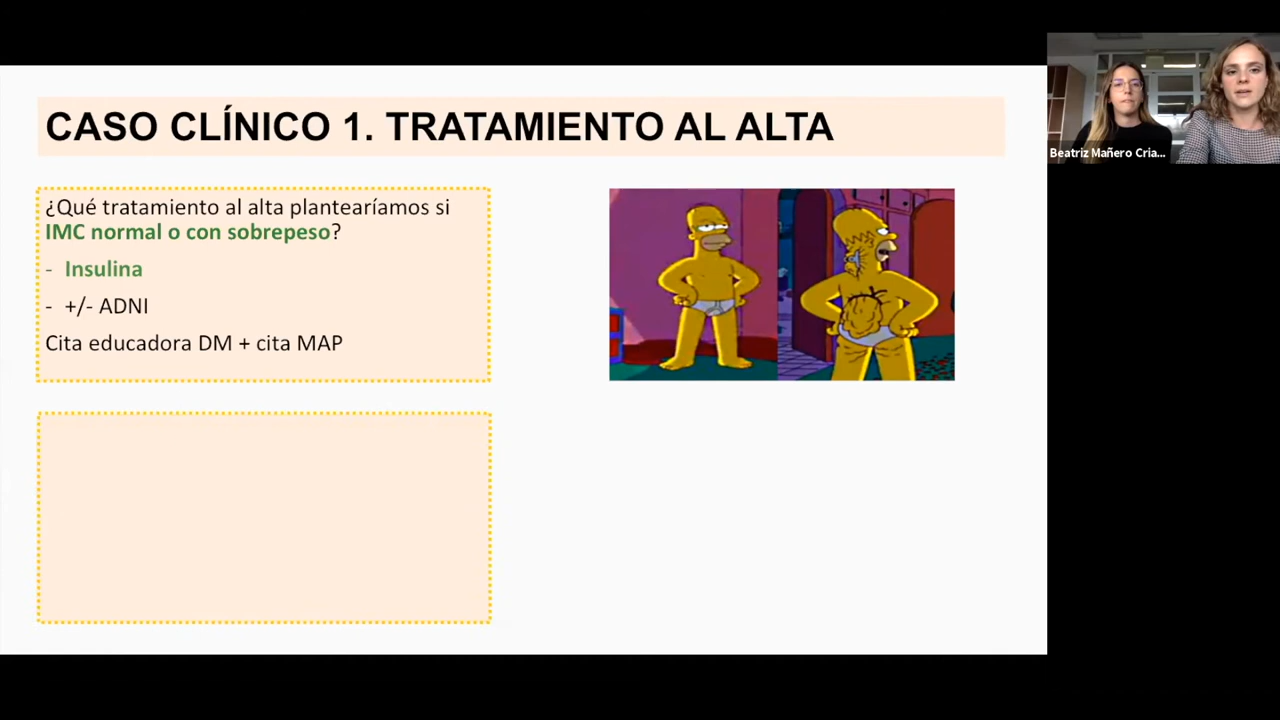 CASO CLÍNICO 1. TRATAMIENTO AL ALTA
¿Qué tratamiento al alta plantearíamos si
IMC normal o con sobrepeso?
- Insulina
- +/- ADNI
Cita educadora DM + cita MAP
Beatriz Mañero Cria...